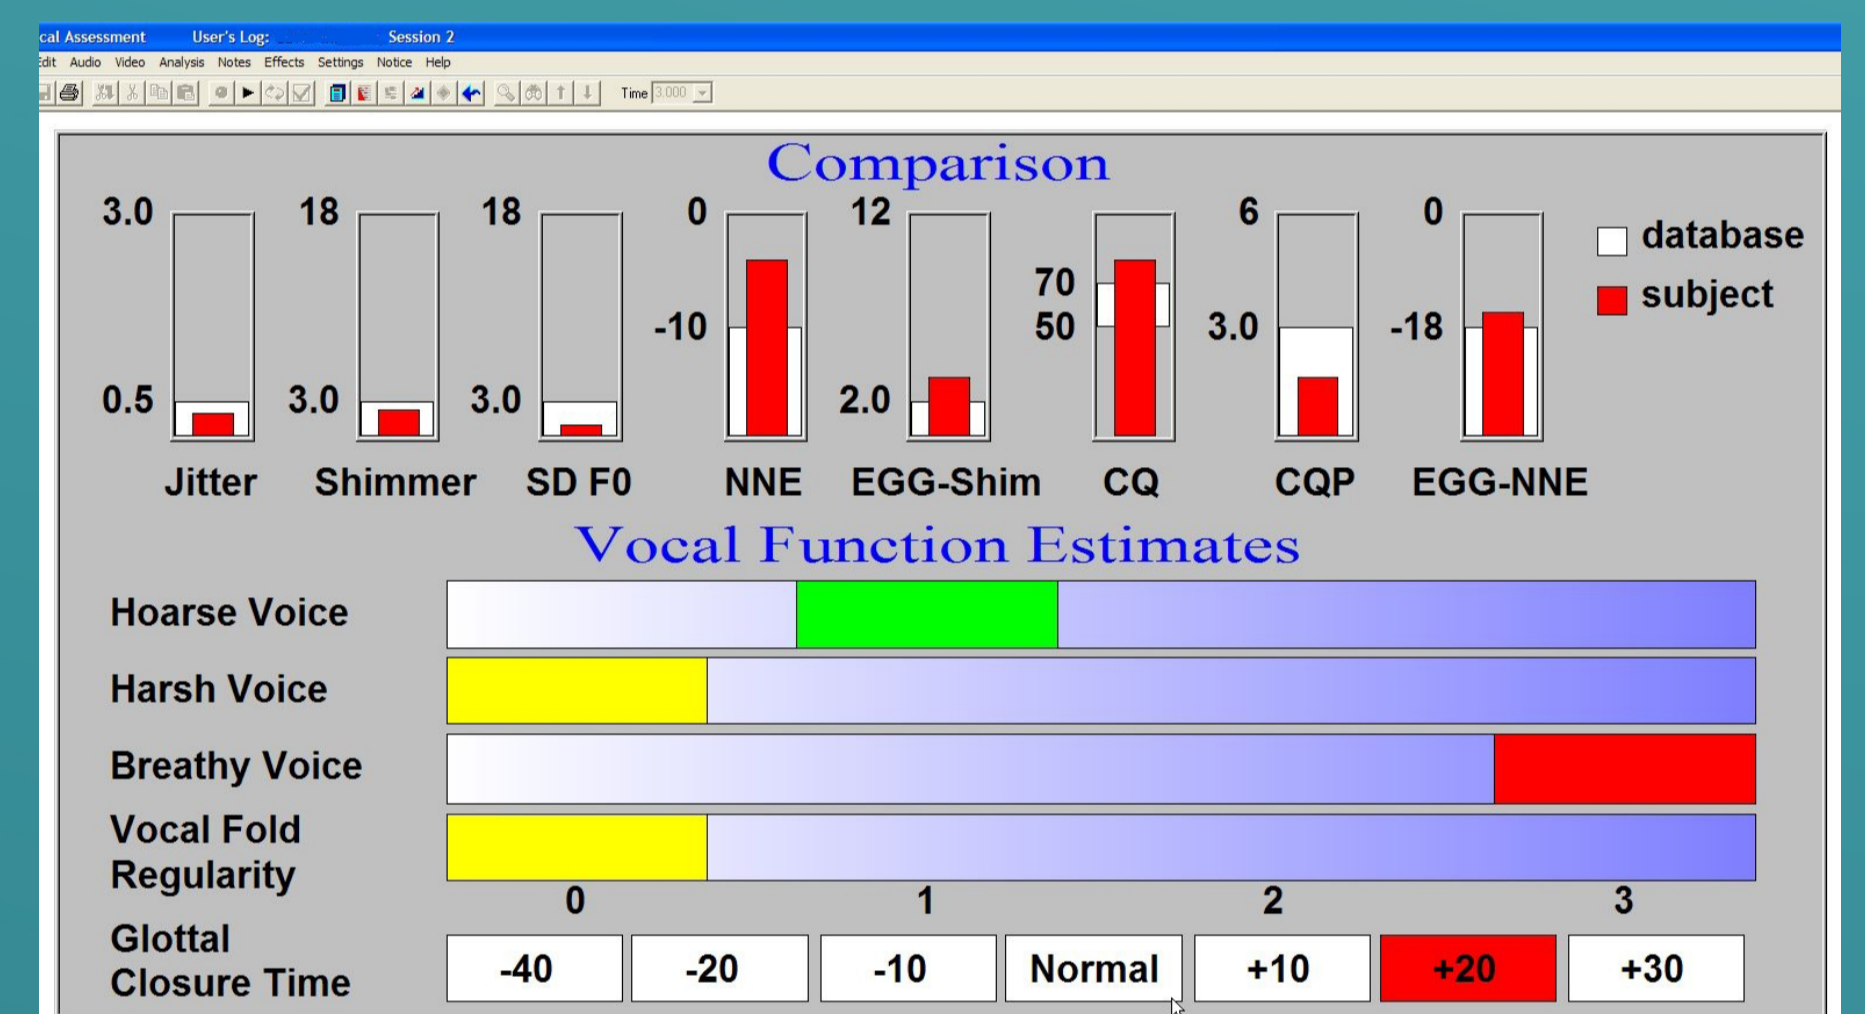 cal Assessment User's Log: Session 2
Edit Audio Video Analysis Notes Effects Settings Notice Help
Time 3.000
Comparison
3.0 18 18 0 12 6 0
database
70
subject
-10 50 3.0 -18
0.5 3.0 3.0 2.0
Jitter Shimmer SD F0 NNE EGG-Shim CQ CQP EGG-NNE
Vocal Function Estimates
Hoarse Voice
Harsh Voice
Breathy Voice
Vocal Fold
Regularity
0 1 2 3
Glottal
Closure Time
-40 -20 -10 Normal +10 +20 +30